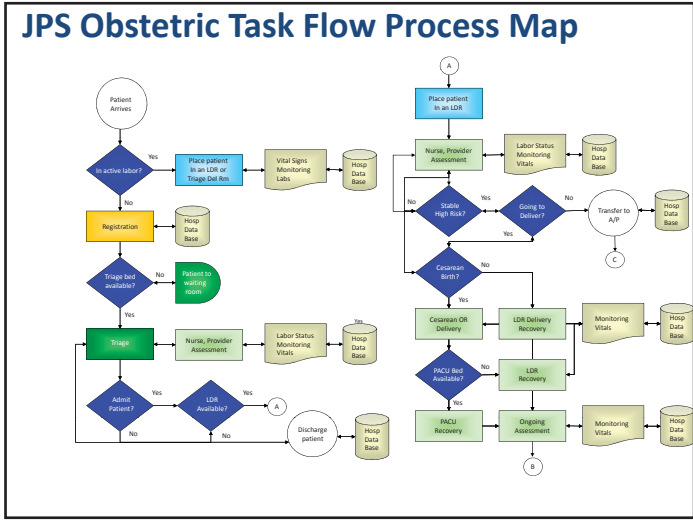 JPS Obstetric Task Flow Process Map
Patient
Arrives
In active labor?
Yes
Place patient
In an LDR or
Triage Del Rm
Vital Signs
Monitoring
Labs
Hosp
Data
Base
No
Registration
Hosp
Data
Base
Triage bed
available?
No
Patient to
waiting
room
Yes
Triage
Nurse, Provider
Assessment
Labor Status
Monitoring
Vitals
Yes
Hosp
Data
Base
Admit
Patient?
Yes
LDR
Available?
Yes
A
No
No
Discharge
patient
Hosp
Data
Base
A
Place patient
In an LDR
Nurse, Provider
Assessment
Labor Status
Monitoring
Vitals
Hosp
Data
Base
Stable
High Risk?
Yes
Going to
Deliver?
No
Transfer to
A/P
Hosp
Data
Base
No
Yes
C
Cesarean
Birth?
No
Yes
Cesarean OR
Delivery
LDR Delivery
Recovery
Monitoring
Vitals
Hosp
Data
Base
PACU Bed
Available?
No
LDR
Recovery
Yes
PACU
Recovery
Ongoing
Assessment
Monitoring
Vitals
Hosp
Data
Base
B